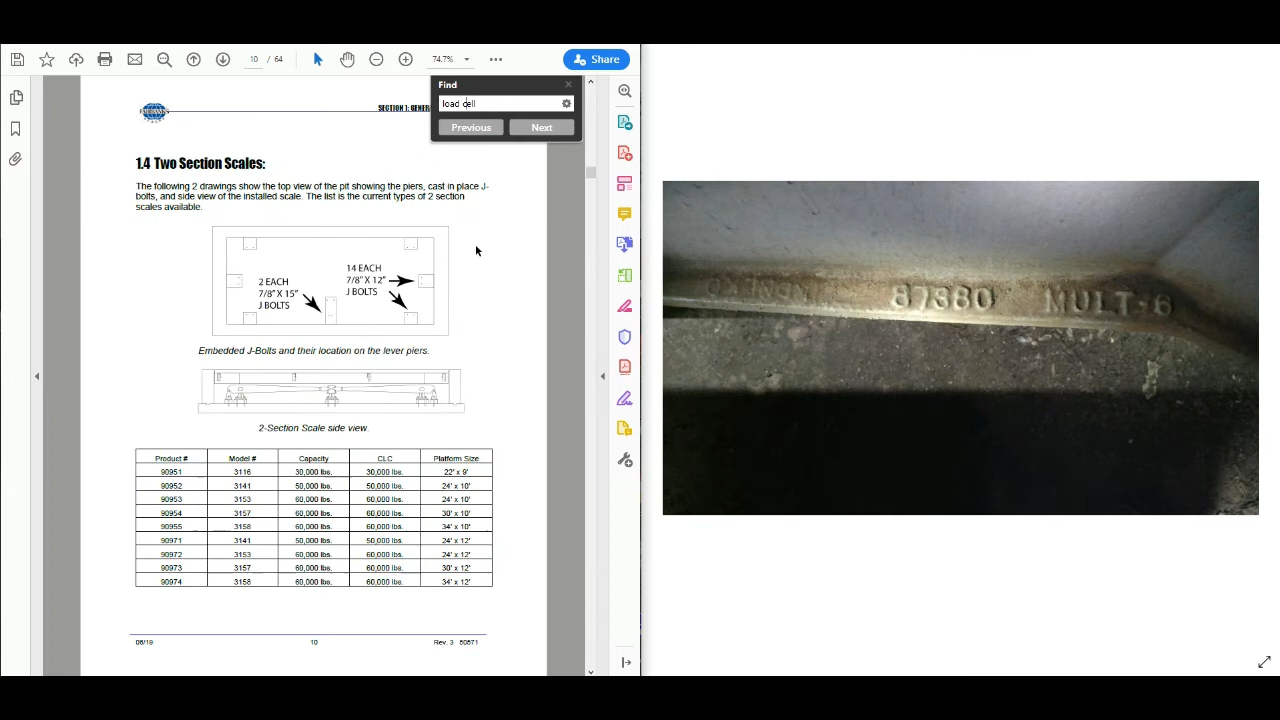 10 / 64
74.7%
Share
Find
load cell
Previous
Next
SECTION 1: GENER
1.4 Two Section Scales:
The following 2 drawings show the top view of the pit showing the piers, cast in place J-
bolts, and side view of the installed scale. The list is the current types of 2 section
scales available.
14 EACH
7/8" X 12"
J BOLTS
2 EACH
7/8" X 15"
J BOLTS
Embedded J-Bolts and their location on the lever piers.
2-Section Scale side view.
Product # Model # Capacity CLC Platform Size
90951 3116 30,000 lbs. 30,000 lbs. 22' x 9'
90952 3141 50,000 lbs. 50,000 lbs. 24' x 10'
90953 3153 60,000 lbs. 60,000 lbs. 24' x 10'
90954 3157 60,000 lbs. 60,000 lbs. 30' x 10'
90955 3158 60,000 lbs. 60,000 lbs. 34' x 10'
90971 3141 50,000 lbs. 50,000 lbs. 24' x 12'
90972 3153 60,000 lbs. 60,000 lbs. 24' x 12'
90973 3157 60,000 lbs. 60,000 lbs. 30' x 12'
90974 3158 60,000 lbs. 60,000 lbs. 34' x 12'
06/19 10 Rev. 3 50871
87380 MULT-6